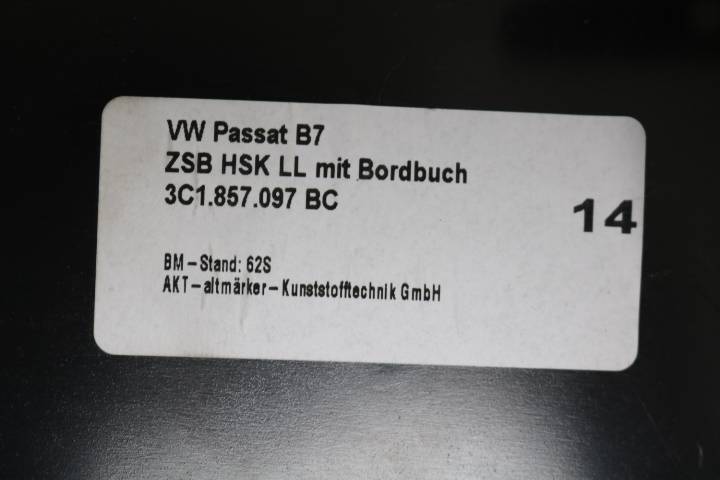 VW Passat B7
ZSB HSK LL mit Bordbuch
3C1.857.097 BC
14
BM-Stand: 62S
AKT-altmärker-Kunststofftechnik GmbH